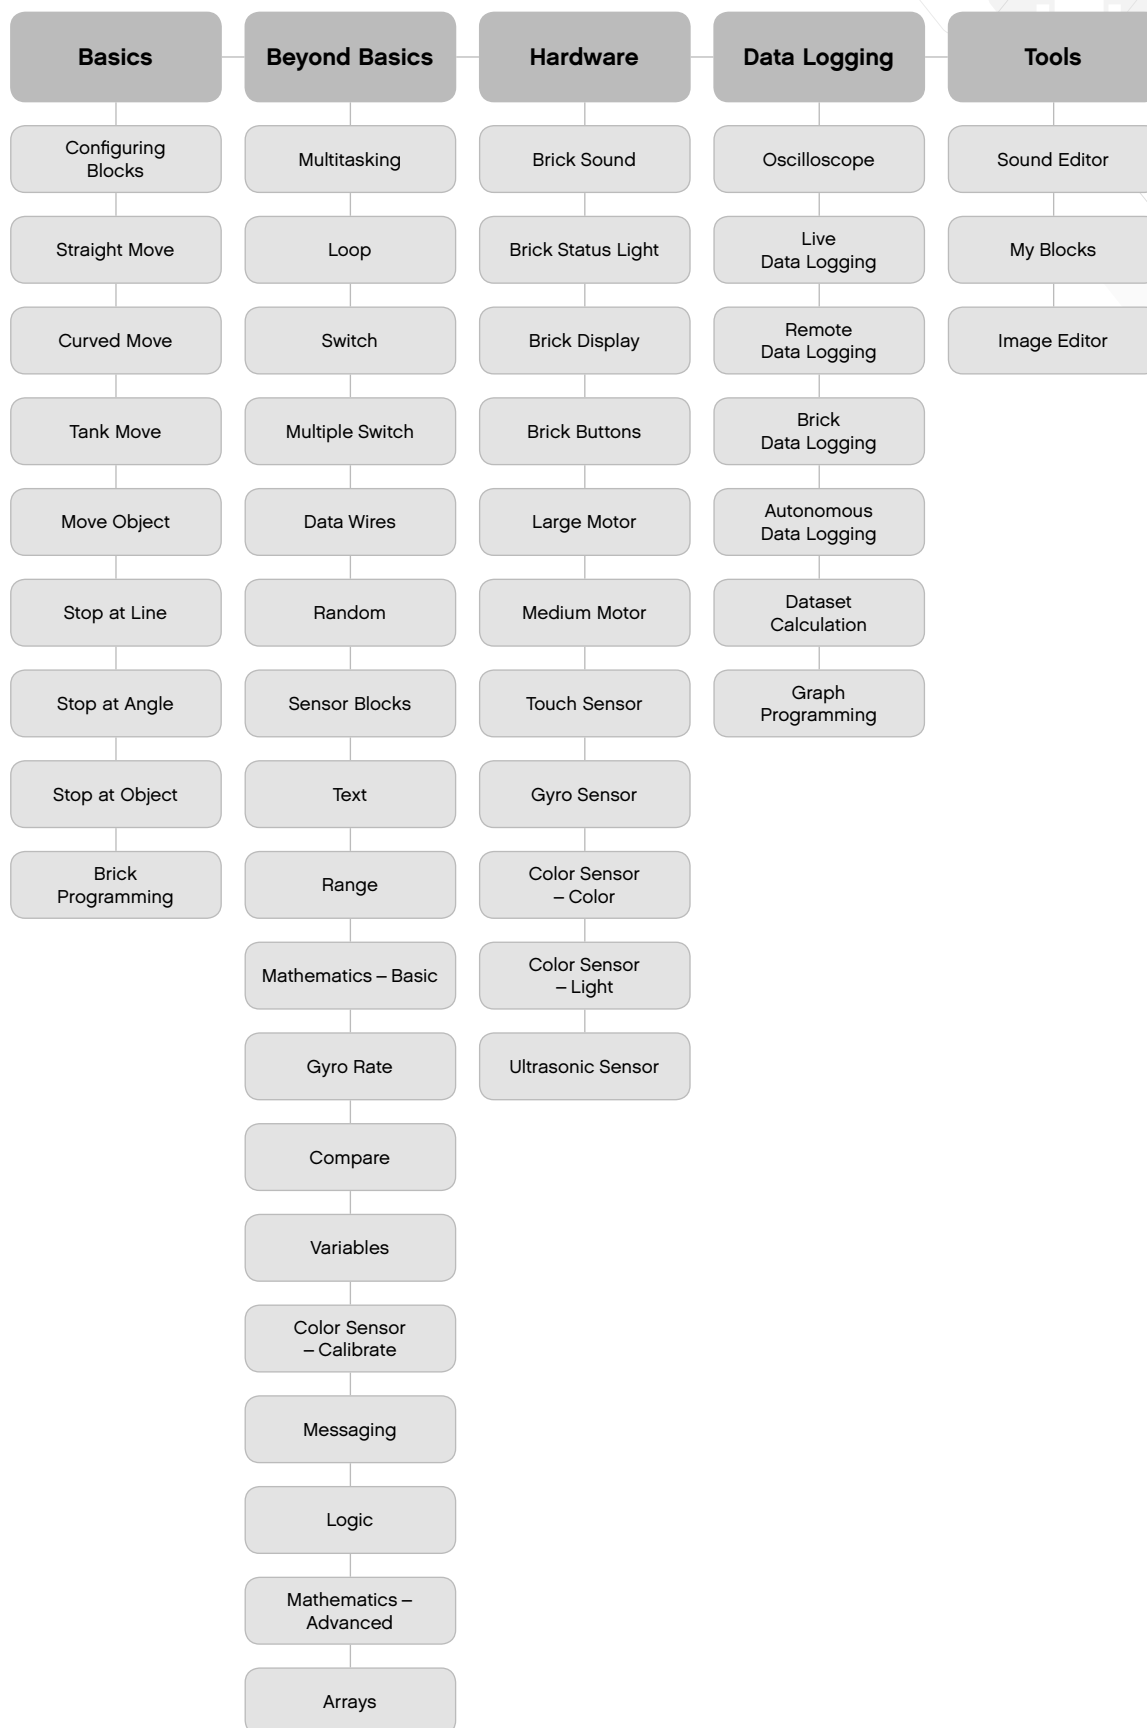 Basics
Configuring
Blocks
Straight Move
Curved Move
Tank Move
Move Object
Stop at Line
Stop at Angle
Stop at Object
Brick
Programming
Beyond Basics
Multitasking
Loop
Switch
Multiple Switch
Data Wires
Random
Sensor Blocks
Text
Range
Mathematics – Basic
Gyro Rate
Compare
Variables
Color Sensor
– Calibrate
Messaging
Logic
Mathematics –
Advanced
Arrays
Hardware
Brick Sound
Brick Status Light
Brick Display
Brick Buttons
Large Motor
Medium Motor
Touch Sensor
Gyro Sensor
Color Sensor
– Color
Color Sensor
– Light
Ultrasonic Sensor
Data Logging
Oscilloscope
Live
Data Logging
Remote
Data Logging
Brick
Data Logging
Autonomous
Data Logging
Dataset
Calculation
Graph
Programming
Tools
Sound Editor
My Blocks
Image Editor